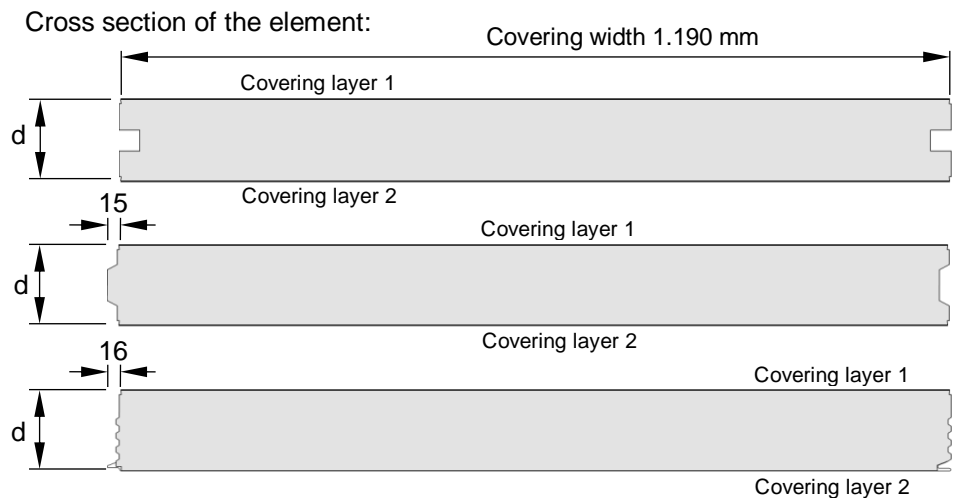 Cross section of the element:
Covering width 1.190 mm
Covering layer 1
d
Covering layer 2
15
Covering layer 1
d
Covering layer 2
16
Covering layer 1
d
Covering layer 2